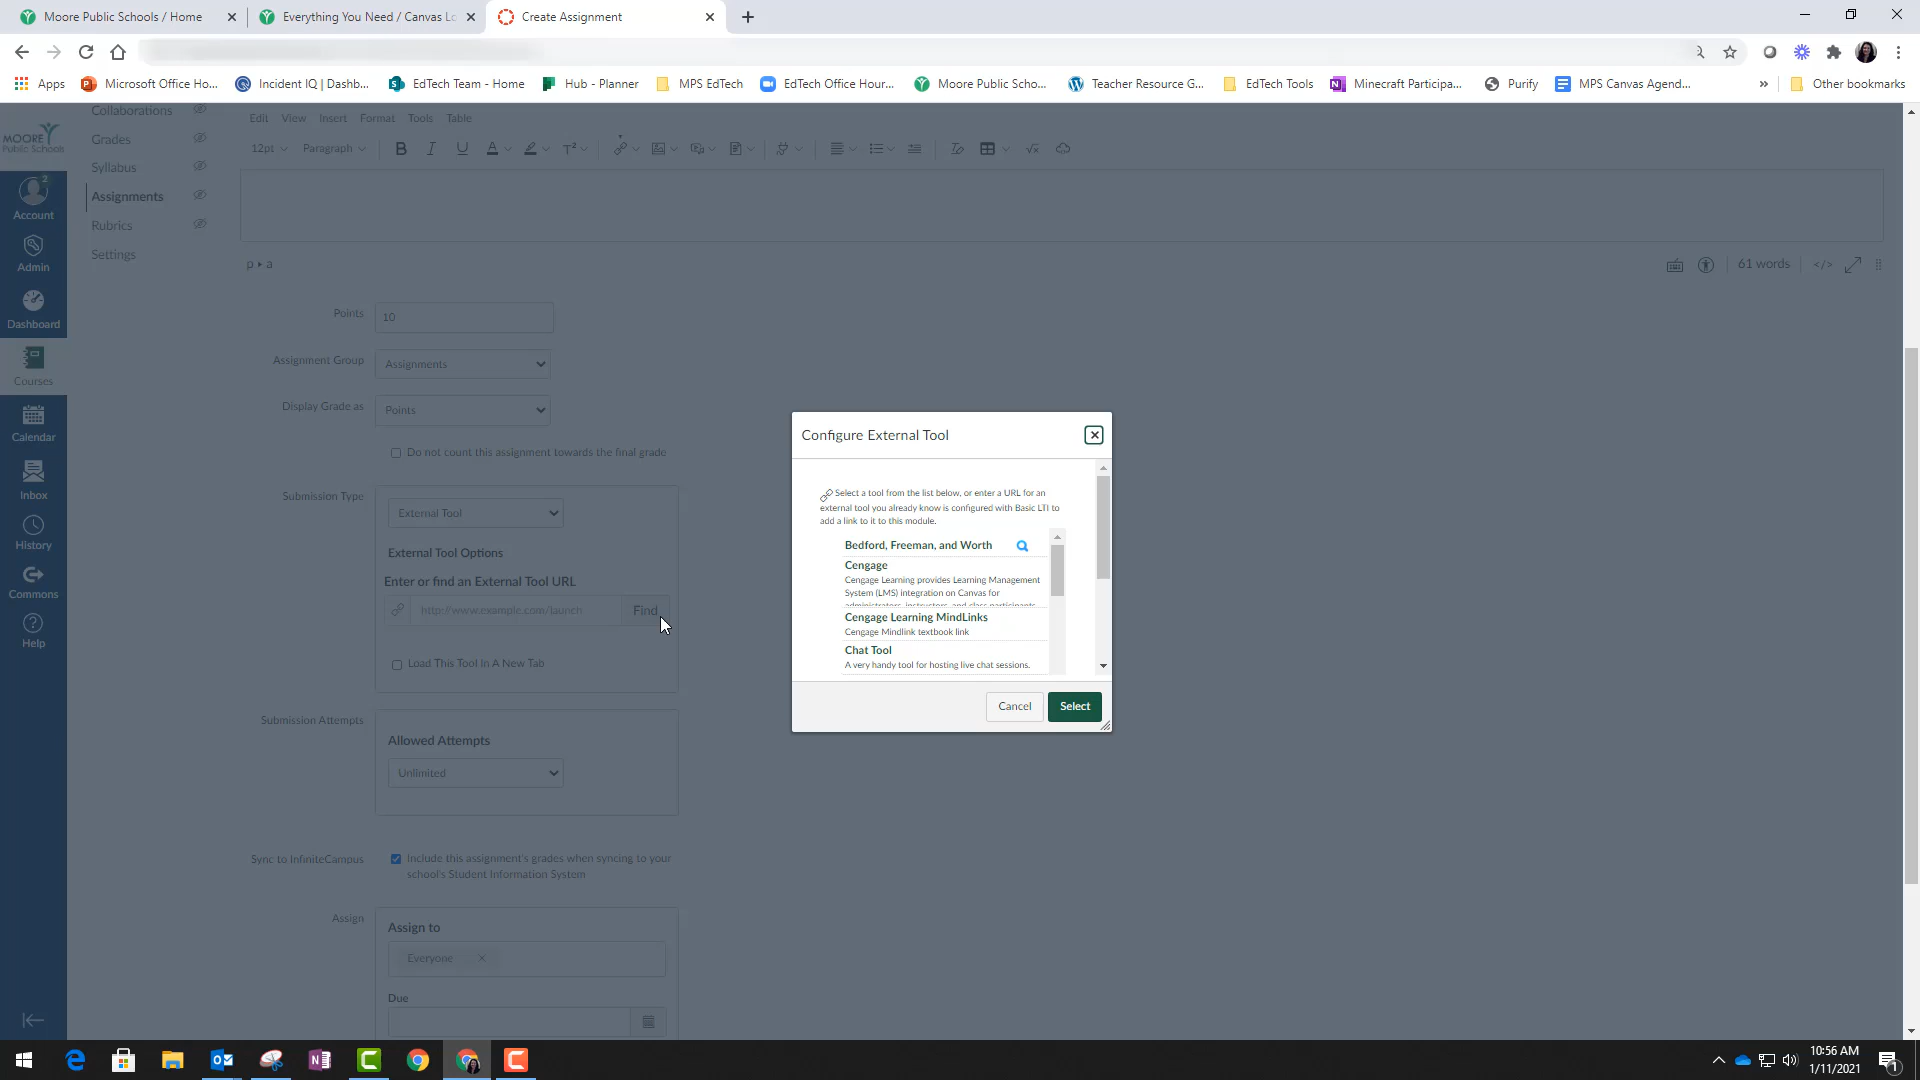 Moore Public Schools / Home
Everything You Need / Canvas Lo
Create Assignment
Apps
Microsoft Office Ho...
Incident IQ | Dashb...
EdTech Team - Home
Hub - Planner
MPS EdTech
EdTech Office Hour...
Moore Public Scho...
Teacher Resource G...
EdTech Tools
Minecraft Participa...
Purify
MPS Canvas Agend...
»
Other bookmarks
MOORE
Public Schools
2
Account
Admin
Dashboard
Courses
Calendar
Inbox
History
Commons
Help
Collaborations
Grades
Syllabus
Assignments
Rubrics
Settings
Edit View Insert Format Tools Table
12pt Paragraph B I U A T²
p ▸ a
61 words </>
Points 10
Assignment Group Assignments
Display Grade as Points
Do not count this assignment towards the final grade
Submission Type External Tool
External Tool Options
Enter or find an External Tool URL
http://www.example.com/launch Find
Load This Tool In A New Tab
Submission Attempts
Allowed Attempts
Unlimited
Sync to InfiniteCampus
Include this assignment's grades when syncing to your
school's Student Information System
Assign
Assign to
Everyone ×
Due
Configure External Tool
Select a tool from the list below, or enter a URL for an
external tool you already know is configured with Basic LTI to
add a link to it to this module.
Bedford, Freeman, and Worth
Cengage
Cengage Learning provides Learning Management
System (LMS) integration on Canvas for
administrators, instructors, and class participants
Cengage Learning MindLinks
Cengage Mindlink textbook link
Chat Tool
A very handy tool for hosting live chat sessions.
Cancel
Select
10:56 AM
1/11/2021
1